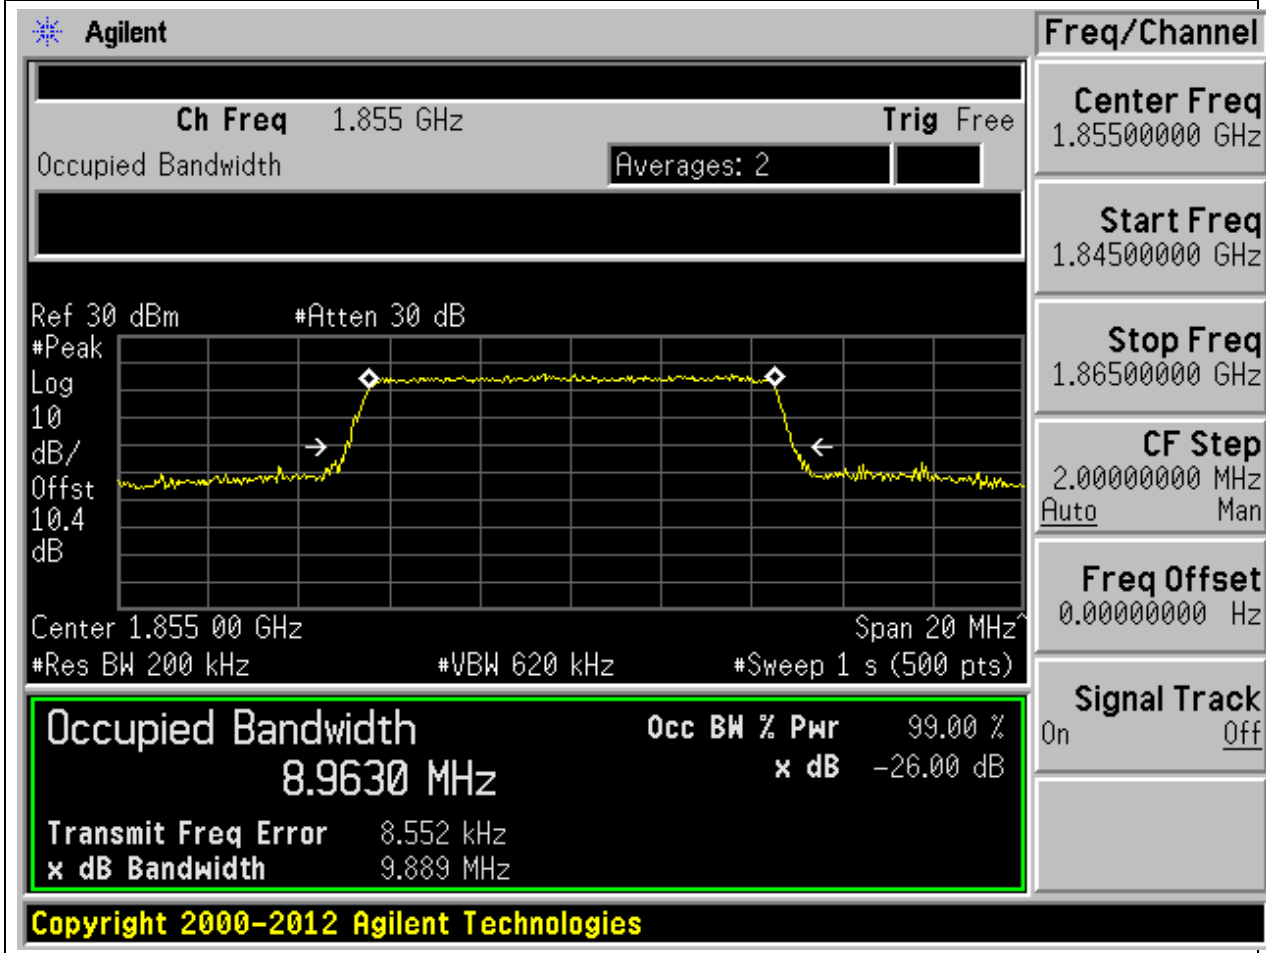 Agilent
Freq/Channel
Ch Freq 1.855 GHz Trig Free
Occupied Bandwidth Averages: 2
Center Freq
1.85500000 GHz
Start Freq
1.84500000 GHz
Stop Freq
1.86500000 GHz
CF Step
2.00000000 MHz
Auto Man
Freq Offset
0.00000000 Hz
Signal Track
On Off
Ref 30 dBm #Atten 30 dB
#Peak
Log
10
dB/
Offst
10.4
dB
Center 1.855 00 GHz Span 20 MHz^
#Res BW 200 kHz #VBW 620 kHz #Sweep 1 s (500 pts)
Occupied Bandwidth Occ BW % Pwr 99.00 %
8.9630 MHz x dB -26.00 dB
Transmit Freq Error 8.552 kHz
x dB Bandwidth 9.889 MHz
Copyright 2000-2012 Agilent Technologies